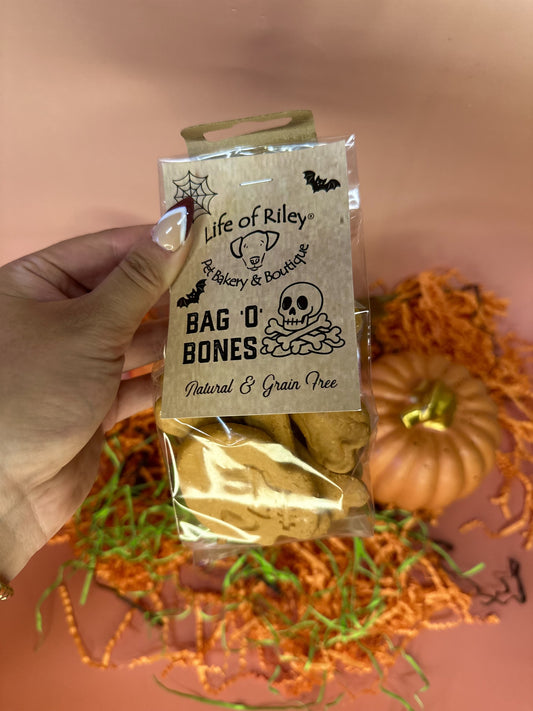 Life of Riley®
Pet Bakery & Boutique
BAG 'O'
BONES
Natural & Grain Free